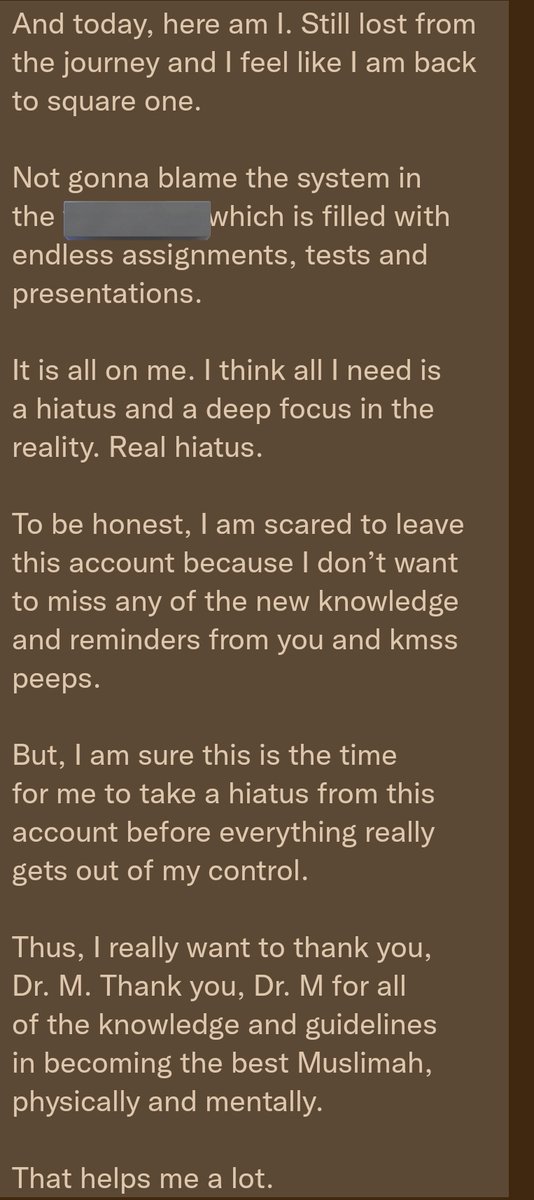 And today, here am I. Still lost from
the journey and I feel like I am back
to square one.
Not gonna blame the system in
the which is filled with
endless assignments, tests and
presentations.
It is all on me. I think all I need is
a hiatus and a deep focus in the
reality. Real hiatus.
To be honest, I am scared to leave
this account because I don’t want
to miss any of the new knowledge
and reminders from you and kmss
peeps.
But, I am sure this is the time
for me to take a hiatus from this
account before everything really
gets out of my control.
Thus, I really want to thank you,
Dr. M. Thank you, Dr. M for all
of the knowledge and guidelines
in becoming the best Muslimah,
physically and mentally.
That helps me a lot.